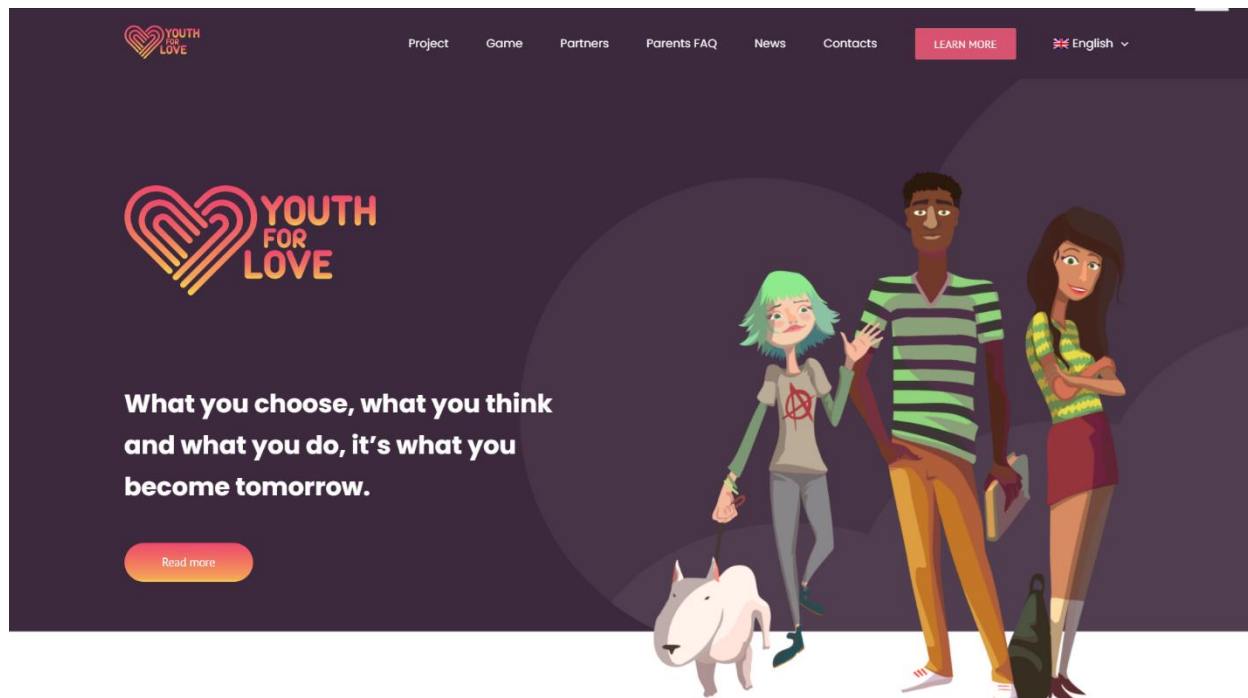 YOUTH
FOR
LOVE
Project Game Partners Parents FAQ News Contacts LEARN MORE English
YOUTH
FOR
LOVE
What you choose, what you think
and what you do, it’s what you
become tomorrow.
Read more